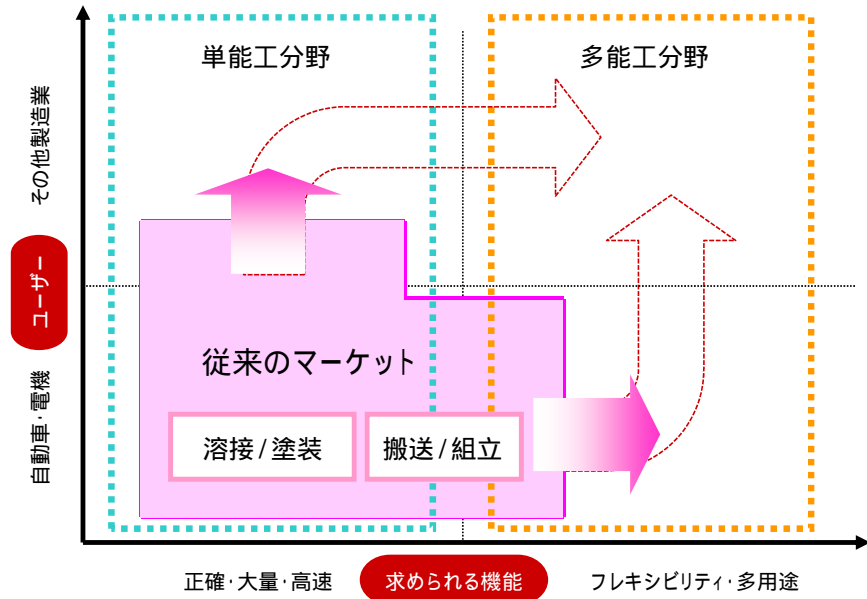 単能工分野
多能工分野
その他製造業
ユーザー
自動車・電機
従来のマーケット
溶接/塗装
搬送/組立
正確・大量・高速
求められる機能
フレキシビリティ・多用途